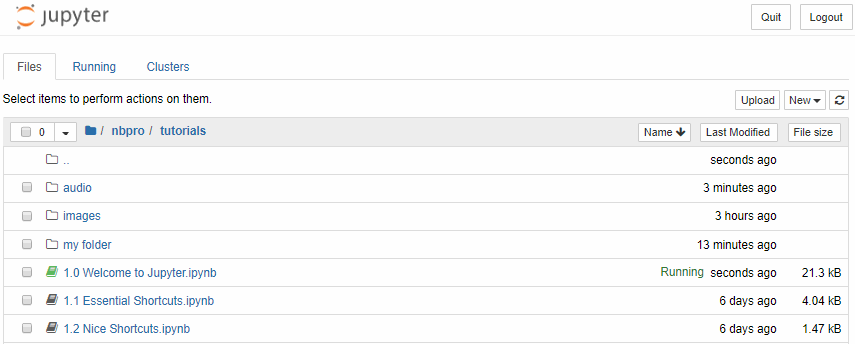 jupyter Quit Logout
Files Running Clusters
Select items to perform actions on them. Upload New
0 / nbpro / tutorials Name Last Modified File size
.. seconds ago
audio 3 minutes ago
images 3 hours ago
my folder 13 minutes ago
1.0 Welcome to Jupyter.ipynb Running seconds ago 21.3 kB
1.1 Essential Shortcuts.ipynb 6 days ago 4.04 kB
1.2 Nice Shortcuts.ipynb 6 days ago 1.47 kB